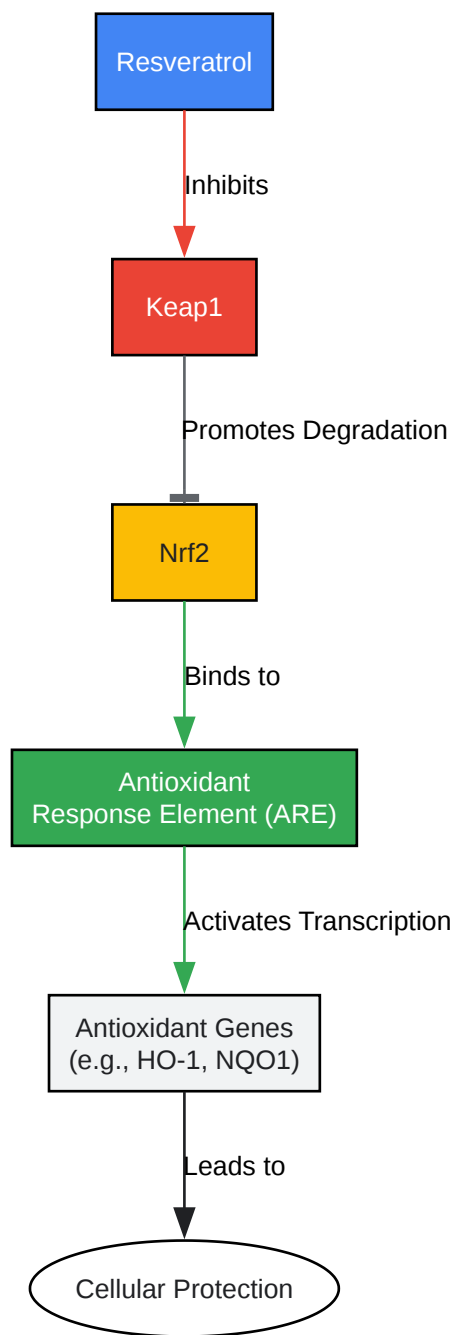 Resveratrol
Inhibits
Keap1
Promotes Degradation
Nrf2
Binds to
Antioxidant
Response Element (ARE)
Activates Transcription
Antioxidant Genes
(e.g., HO-1, NQO1)
Leads to
Cellular Protection